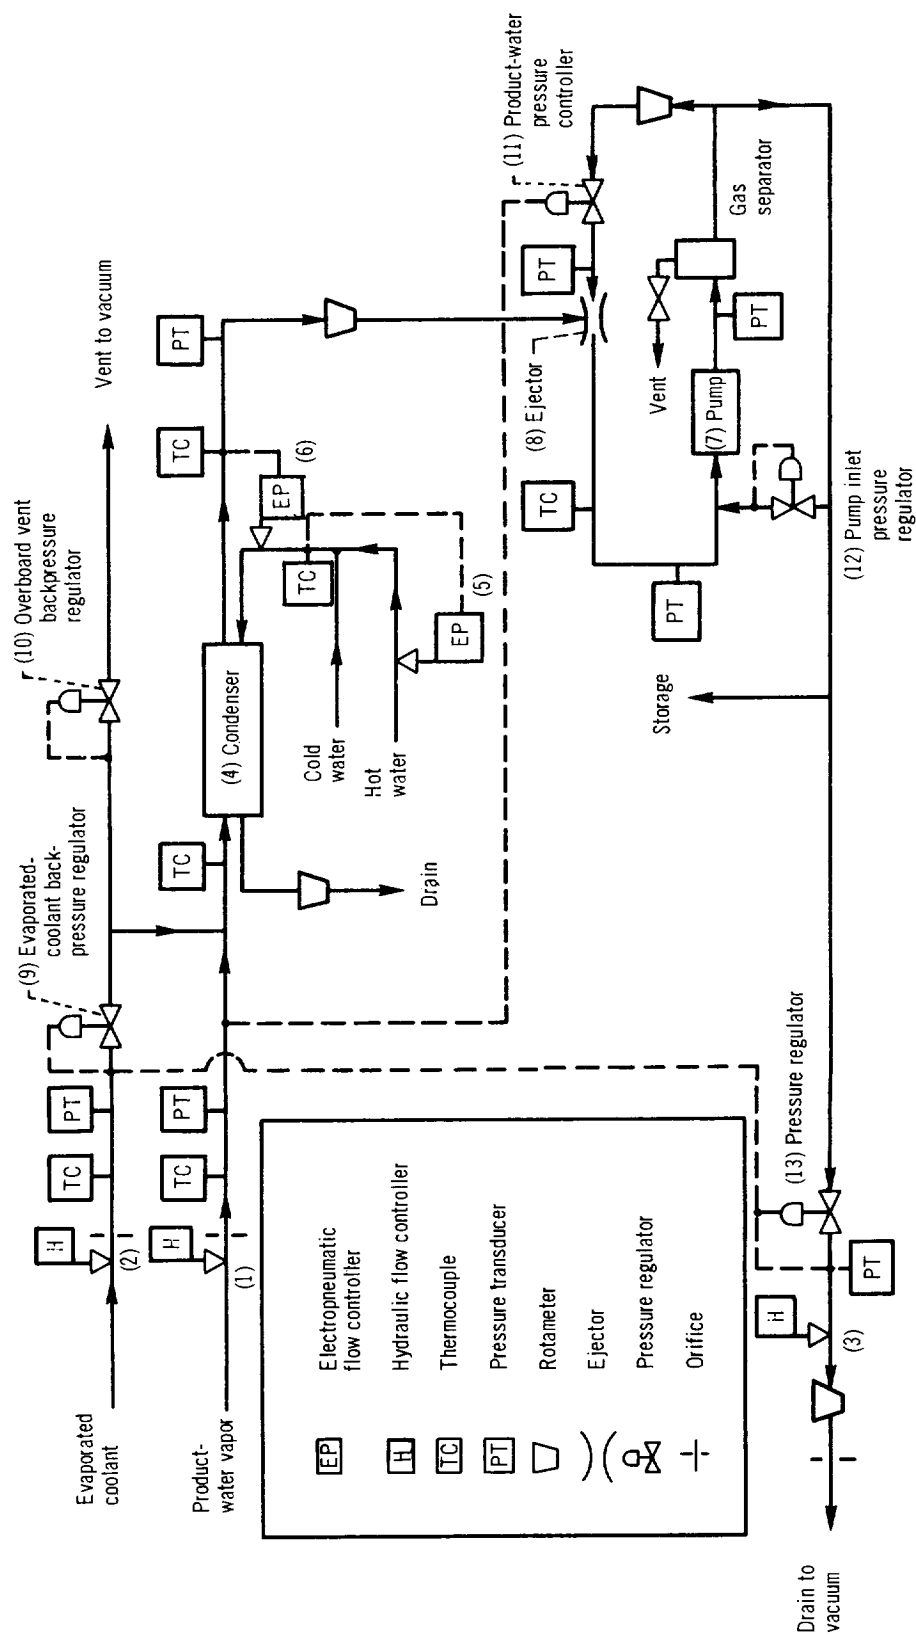 Evaporated
coolant
H
(2)
TC
PT
(9) Evaporated-
coolant back-
pressure regulator
(10) Overboard vent
backpressure
regulator
Vent to vacuum
Product-
water vapor
H
(1)
TC
PT
TC
(4) Condenser
TC
PT
EP
(6)
TC
Cold
water
Hot
water
EP
(5)
Drain
(8) Ejector
PT
(11) Product-water
pressure
controller
TC
PT
Vent
(7) Pump
PT
Gas
separator
(12) Pump inlet
pressure
regulator
Storage
(13) Pressure regulator
PT
H
(3)
Drain to
vacuum
EP
Electropneumatic
flow controller
H
Hydraulic flow controller
TC
Thermocouple
PT
Pressure transducer
Rotameter
Ejector
Pressure regulator
Orifice